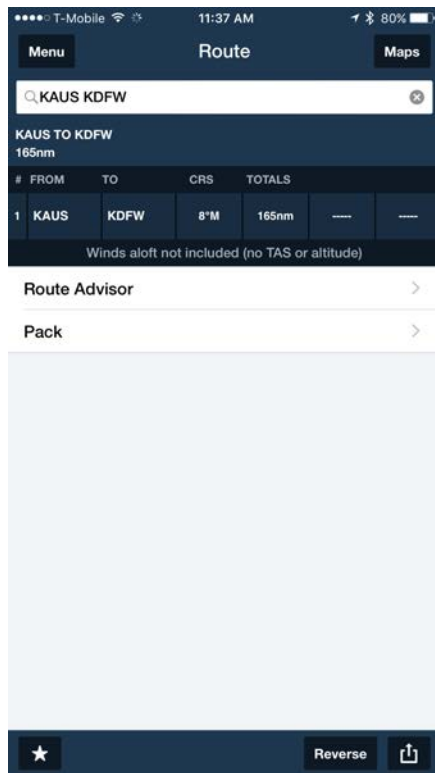 T-Mobile 11:37 AM 80%
Menu Route Maps
KAUS KDFW
KAUS TO KDFW
165nm
# FROM TO CRS TOTALS
1 KAUS KDFW 8°M 165nm ----- -----
Winds aloft not included (no TAS or altitude)
Route Advisor
Pack
Reverse